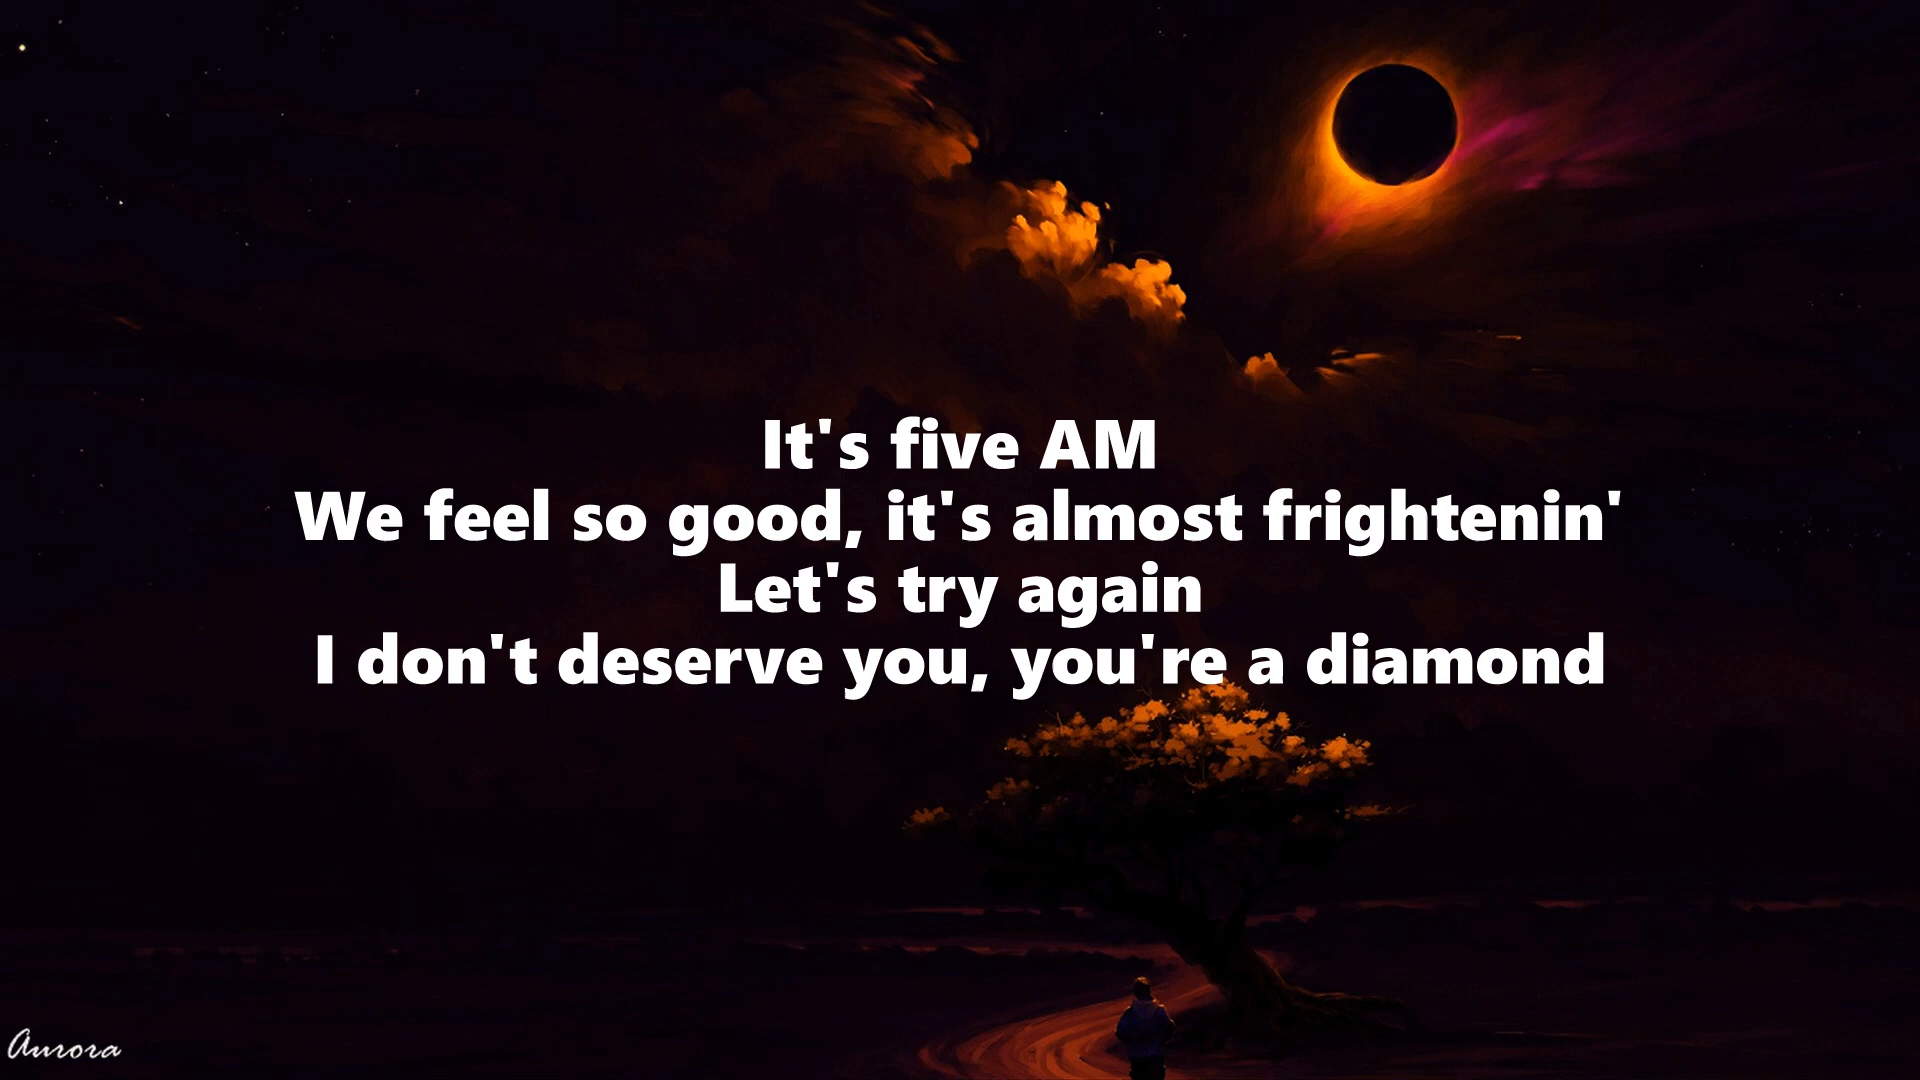 It's five AM
We feel so good, it's almost frightenin'
Let's try again
I don't deserve you, you're a diamond
Aurora